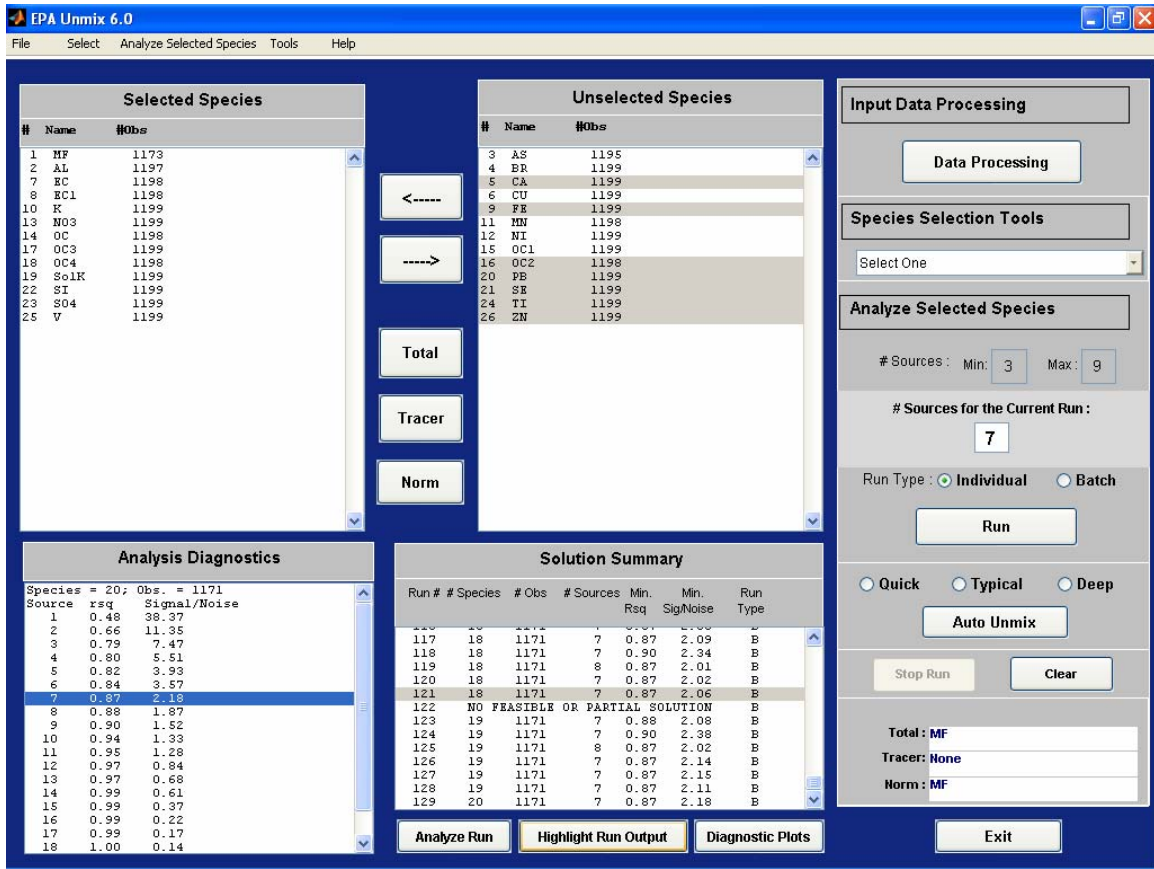 EPA Unmix 6.0
File Select Analyze Selected Species Tools Help
Selected Species
# Name #Obs
1 MF 1173
2 AL 1197
7 EC 1198
8 EC1 1198
10 K 1199
13 NO3 1199
14 OC 1198
17 OC3 1199
18 OC4 1198
19 SolK 1199
22 SI 1199
23 SO4 1199
25 V 1199
<-----
----->
Total
Tracer
Norm
Unselected Species
# Name #Obs
3 AS 1195
4 BR 1199
5 CA 1199
6 CU 1199
9 FE 1199
11 MN 1198
12 NI 1199
15 OC1 1199
16 OC2 1198
20 PB 1199
21 SE 1199
24 TI 1199
26 ZN 1199
Input Data Processing
Data Processing
Species Selection Tools
Select One
Analyze Selected Species
# Sources : Min: 3 Max : 9
# Sources for the Current Run :
7
Run Type : Individual Batch
Run
Quick Typical Deep
Auto Unmix
Stop Run Clear
Total : MF
Tracer: None
Norm : MF
Exit
Analysis Diagnostics
Species = 20; Obs. = 1171
Source rsq Signal/Noise
1 0.48 38.37
2 0.66 11.35
3 0.79 7.47
4 0.80 5.51
5 0.82 3.93
6 0.84 3.57
7 0.87 2.18
8 0.88 1.87
9 0.90 1.52
10 0.94 1.33
11 0.95 1.28
12 0.97 0.84
13 0.97 0.68
14 0.99 0.61
15 0.99 0.37
16 0.99 0.22
17 0.99 0.17
18 1.00 0.14
Solution Summary
Run # # Species # Obs # Sources Min. Min. Run
Rsq Sig/Noise Type
117 18 1171 7 0.87 2.09 B
118 18 1171 7 0.90 2.34 B
119 18 1171 8 0.87 2.01 B
120 18 1171 7 0.87 2.02 B
121 18 1171 7 0.87 2.06 B
122 NO FEASIBLE OR PARTIAL SOLUTION B
123 19 1171 7 0.88 2.08 B
124 19 1171 7 0.90 2.38 B
125 19 1171 8 0.87 2.02 B
126 19 1171 7 0.87 2.14 B
127 19 1171 7 0.87 2.15 B
128 19 1171 7 0.87 2.11 B
129 20 1171 7 0.87 2.18 B
Analyze Run Highlight Run Output Diagnostic Plots